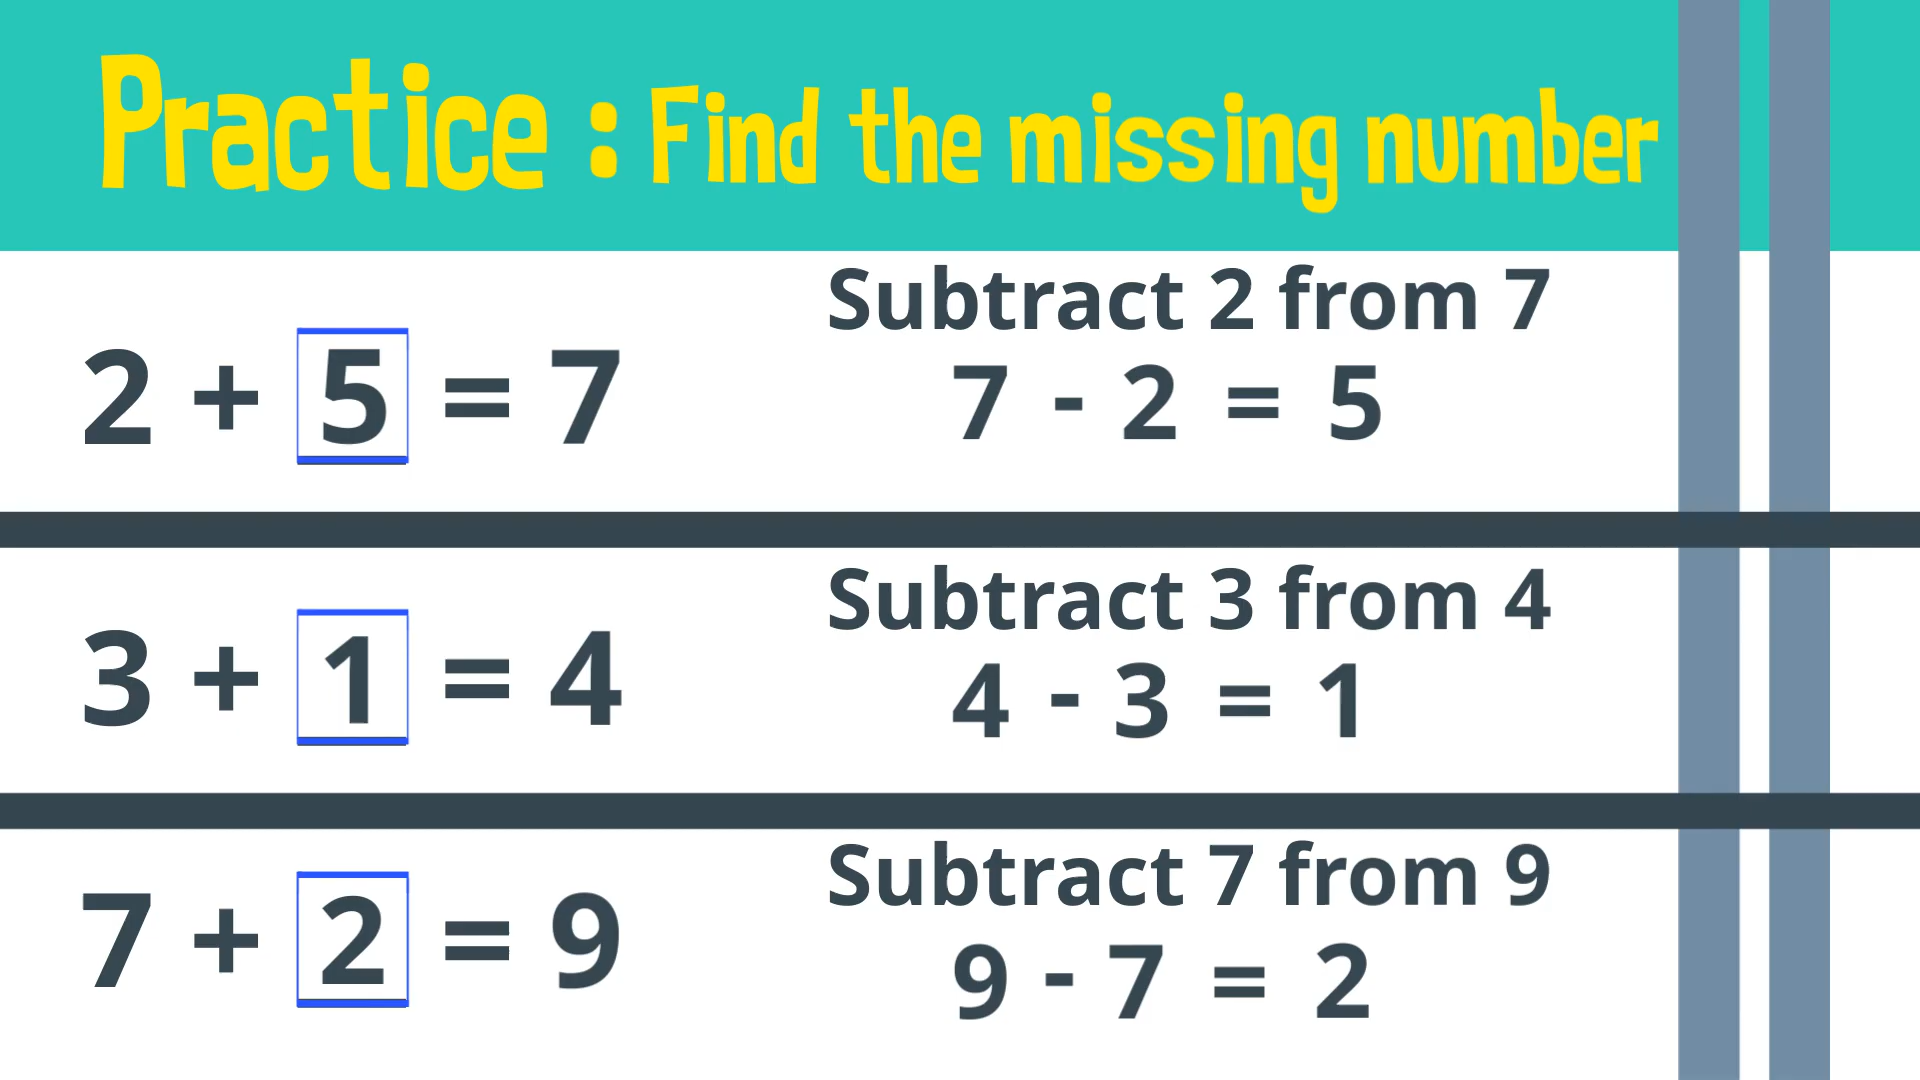 Practice : Find the missing number
Subtract 2 from 7
2 + 5 = 7
7 - 2 = 5
Subtract 3 from 4
3 + 1 = 4
4 - 3 = 1
Subtract 7 from 9
7 + 2 = 9
9 - 7 = 2